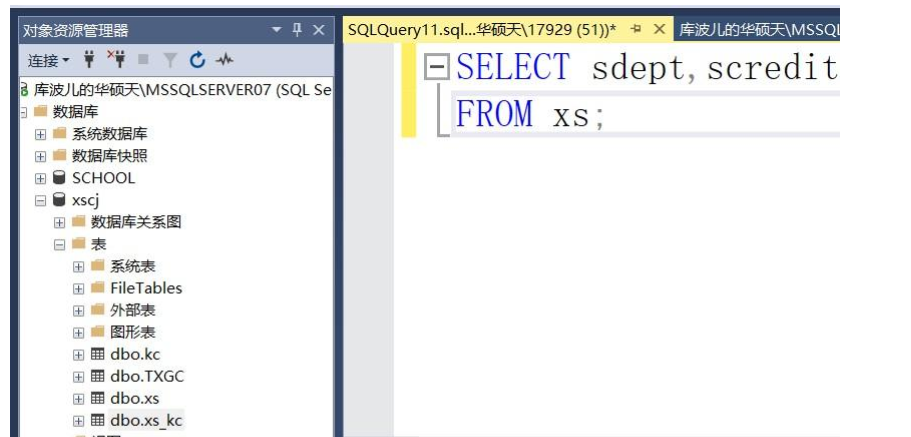 对象资源管理器
连接
库波儿的华硕天\MSSQLSERVER07 (SQL Se
数据库
系统数据库
数据库快照
SCHOOL
xscj
数据库关系图
表
系统表
FileTables
外部表
图形表
dbo.kc
dbo.TXGC
dbo.xs
dbo.xs_kc
SQLQuery11.sql...华硕天\17929 (51))*
库波儿的华硕天\MSSQL
SELECT sdept,scredit
FROM xs;